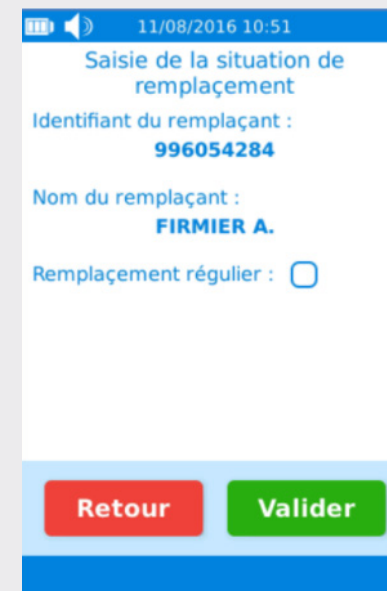 11/08/2016 10:51
Saisie de la situation de
remplaçement
Identifiant du remplaçant :
996054284
Nom du remplaçant :
FIRMIER A.
Remplaçement régulier :
Retour
Valider